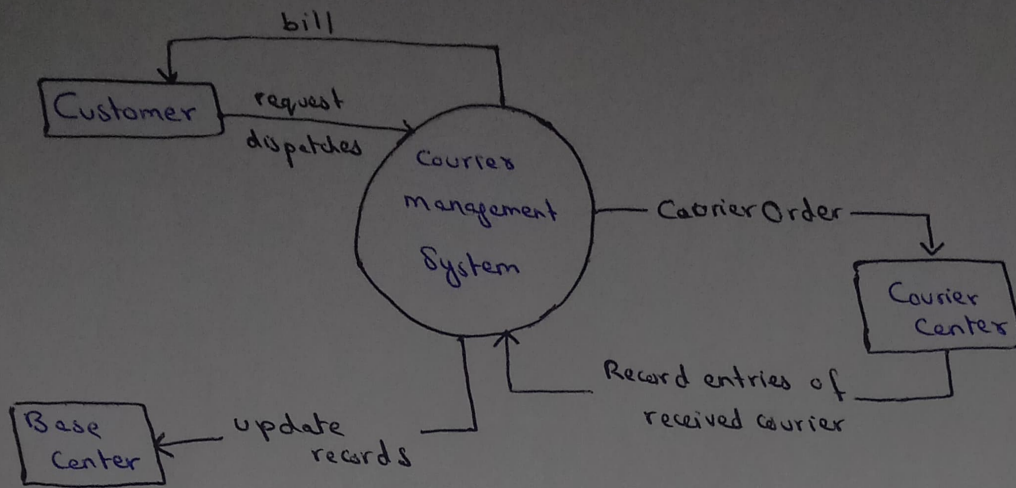 bill
Customer
request
dispatches
Courier
management
System
Courier Order
Courier
Center
Record entries of
received courier
Base
Center
update
records